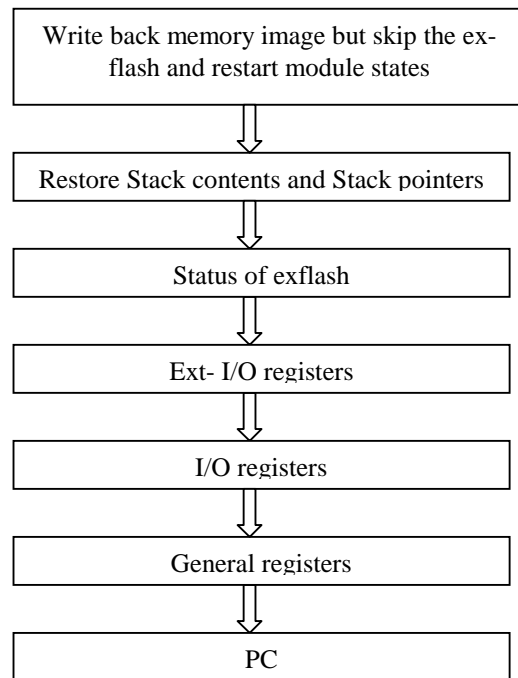 Write back memory image but skip the ex-
flash and restart module states
Restore Stack contents and Stack pointers
Status of exflash
Ext- I/O registers
I/O registers
General registers
PC